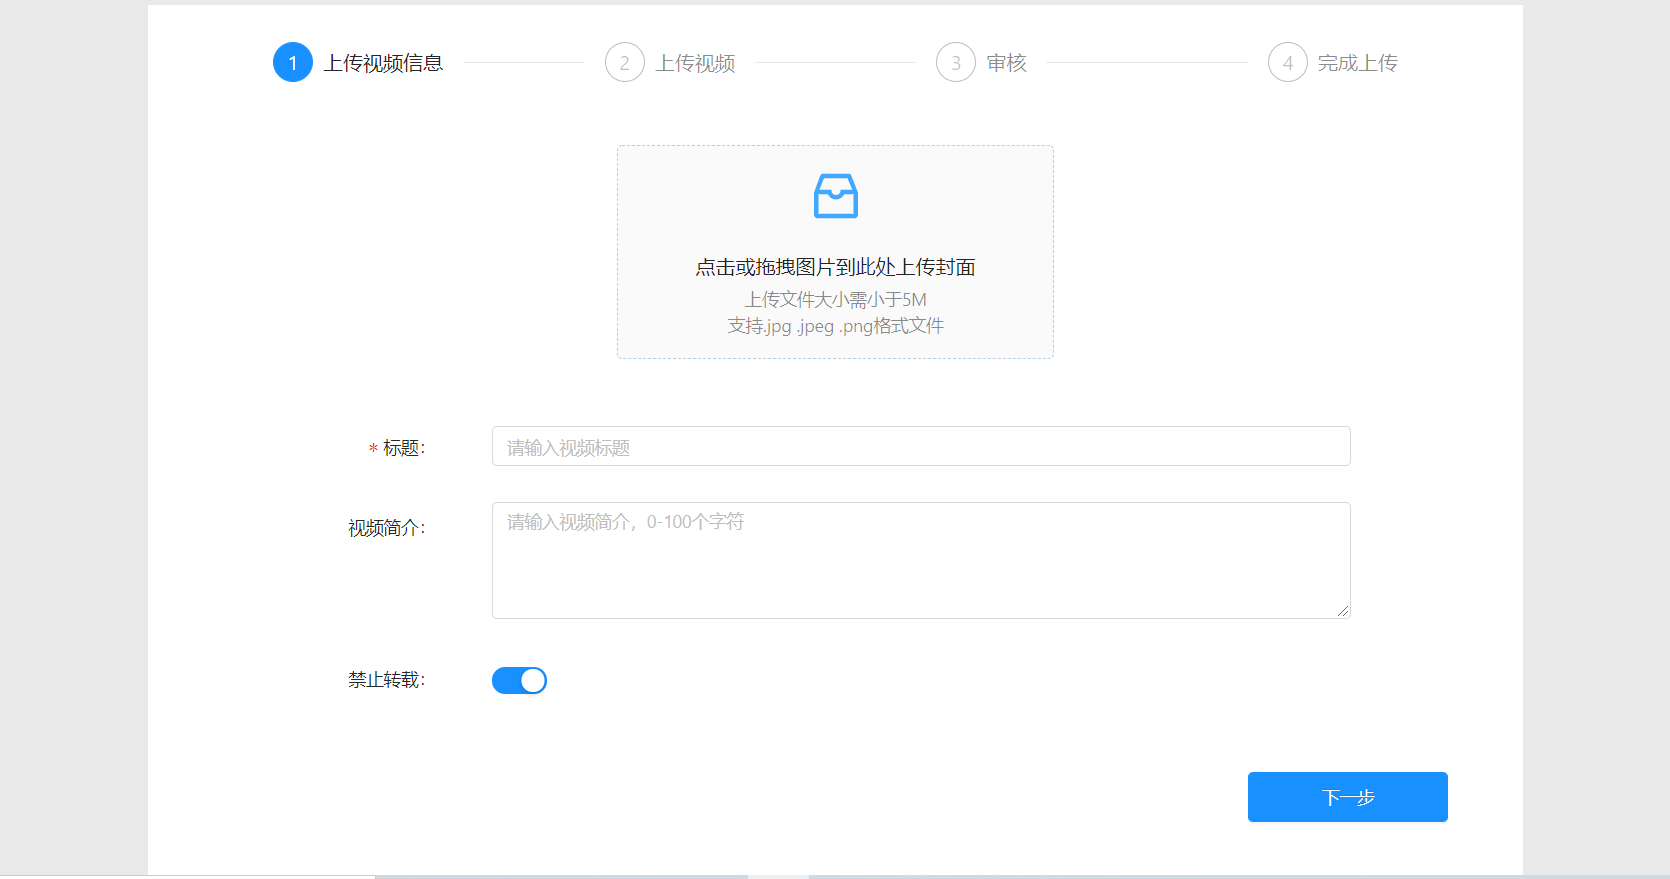 1 上传视频信息 2 上传视频 3 审核 4 完成上传
点击或拖拽图片到此处上传封面
上传文件大小需小于5M
支持.jpg .jpeg .png格式文件
* 标题: 请输入视频标题
视频简介: 请输入视频简介，0-100个字符
禁止转载:
下一步